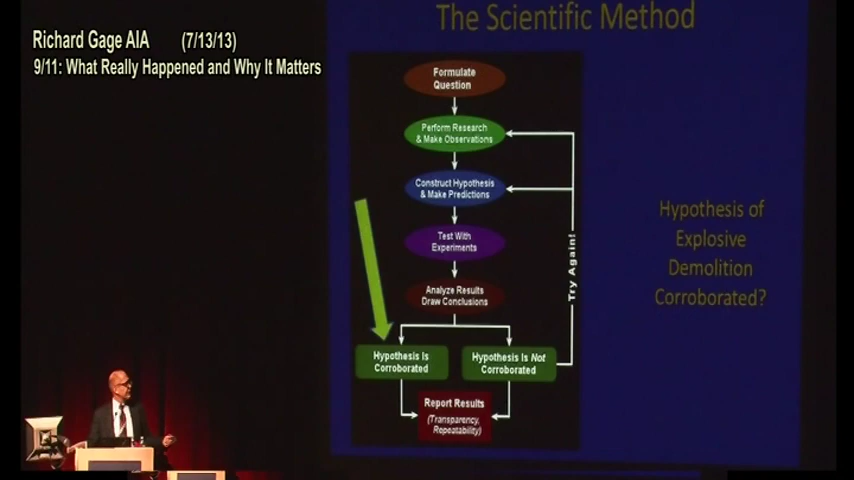 The Scientific Method
Richard Gage AIA (7/13/13)
9/11: What Really Happened and Why It Matters
Formulate
Question
Perform Research
& Make Observations
Construct Hypothesis
& Make Predictions
Test With
Experiments
Analyze Results
Draw Conclusions
Hypothesis Is
Corroborated
Hypothesis Is Not
Corroborated
Try Again!
Report Results
(Transparency,
Repeatability)
Hypothesis of
Explosive
Demolition
Corroborated?